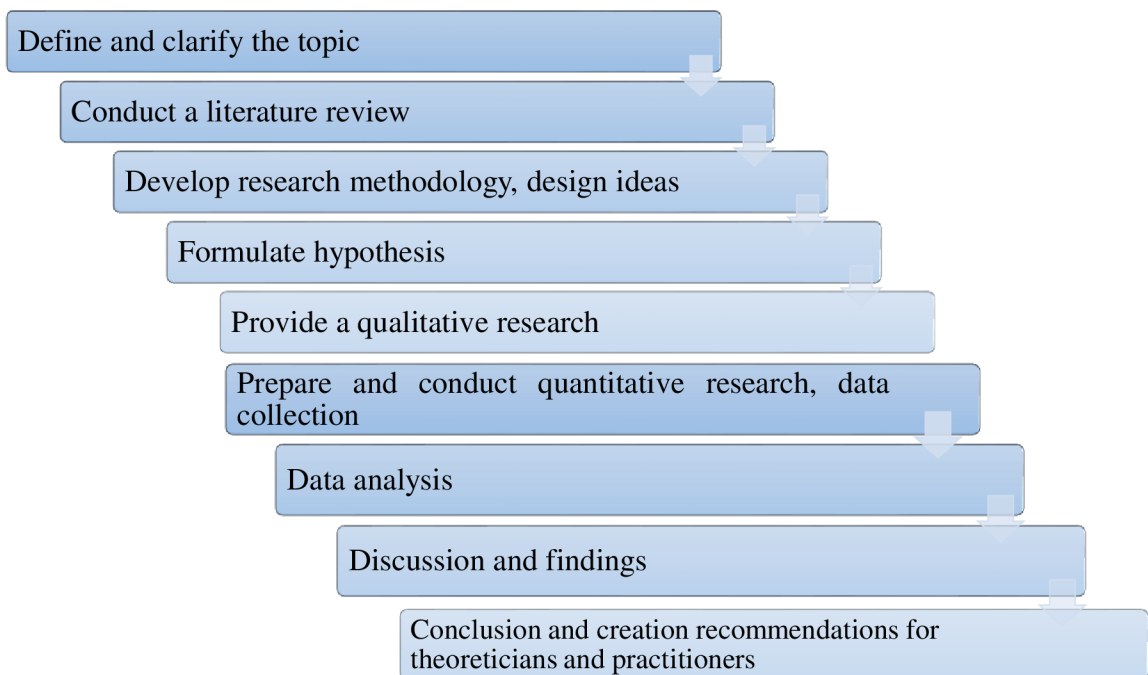 Define and clarify the topic
Conduct a literature review
Develop research methodology, design ideas
Formulate hypothesis
Provide a qualitative research
Prepare and conduct quantitative research, data
collection
Data analysis
Discussion and findings
Conclusion and creation recommendations for
theoreticians and practitioners